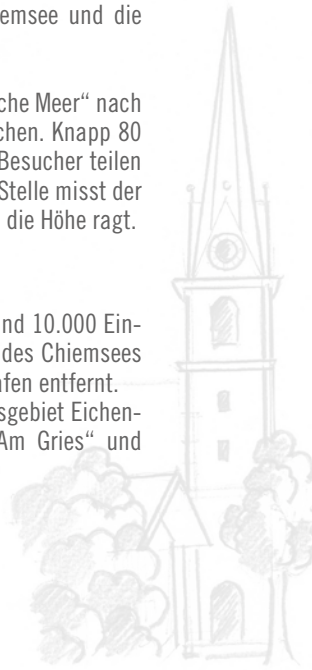 emsee und die
che Meer“ nach
chen. Knapp 80
Besucher teilen
Stelle misst der
die Höhe ragt.
nd 10.000 Ein-
des Chiemsees
fen entfernt.
sgebiet Eichen-
Am Gries“ und